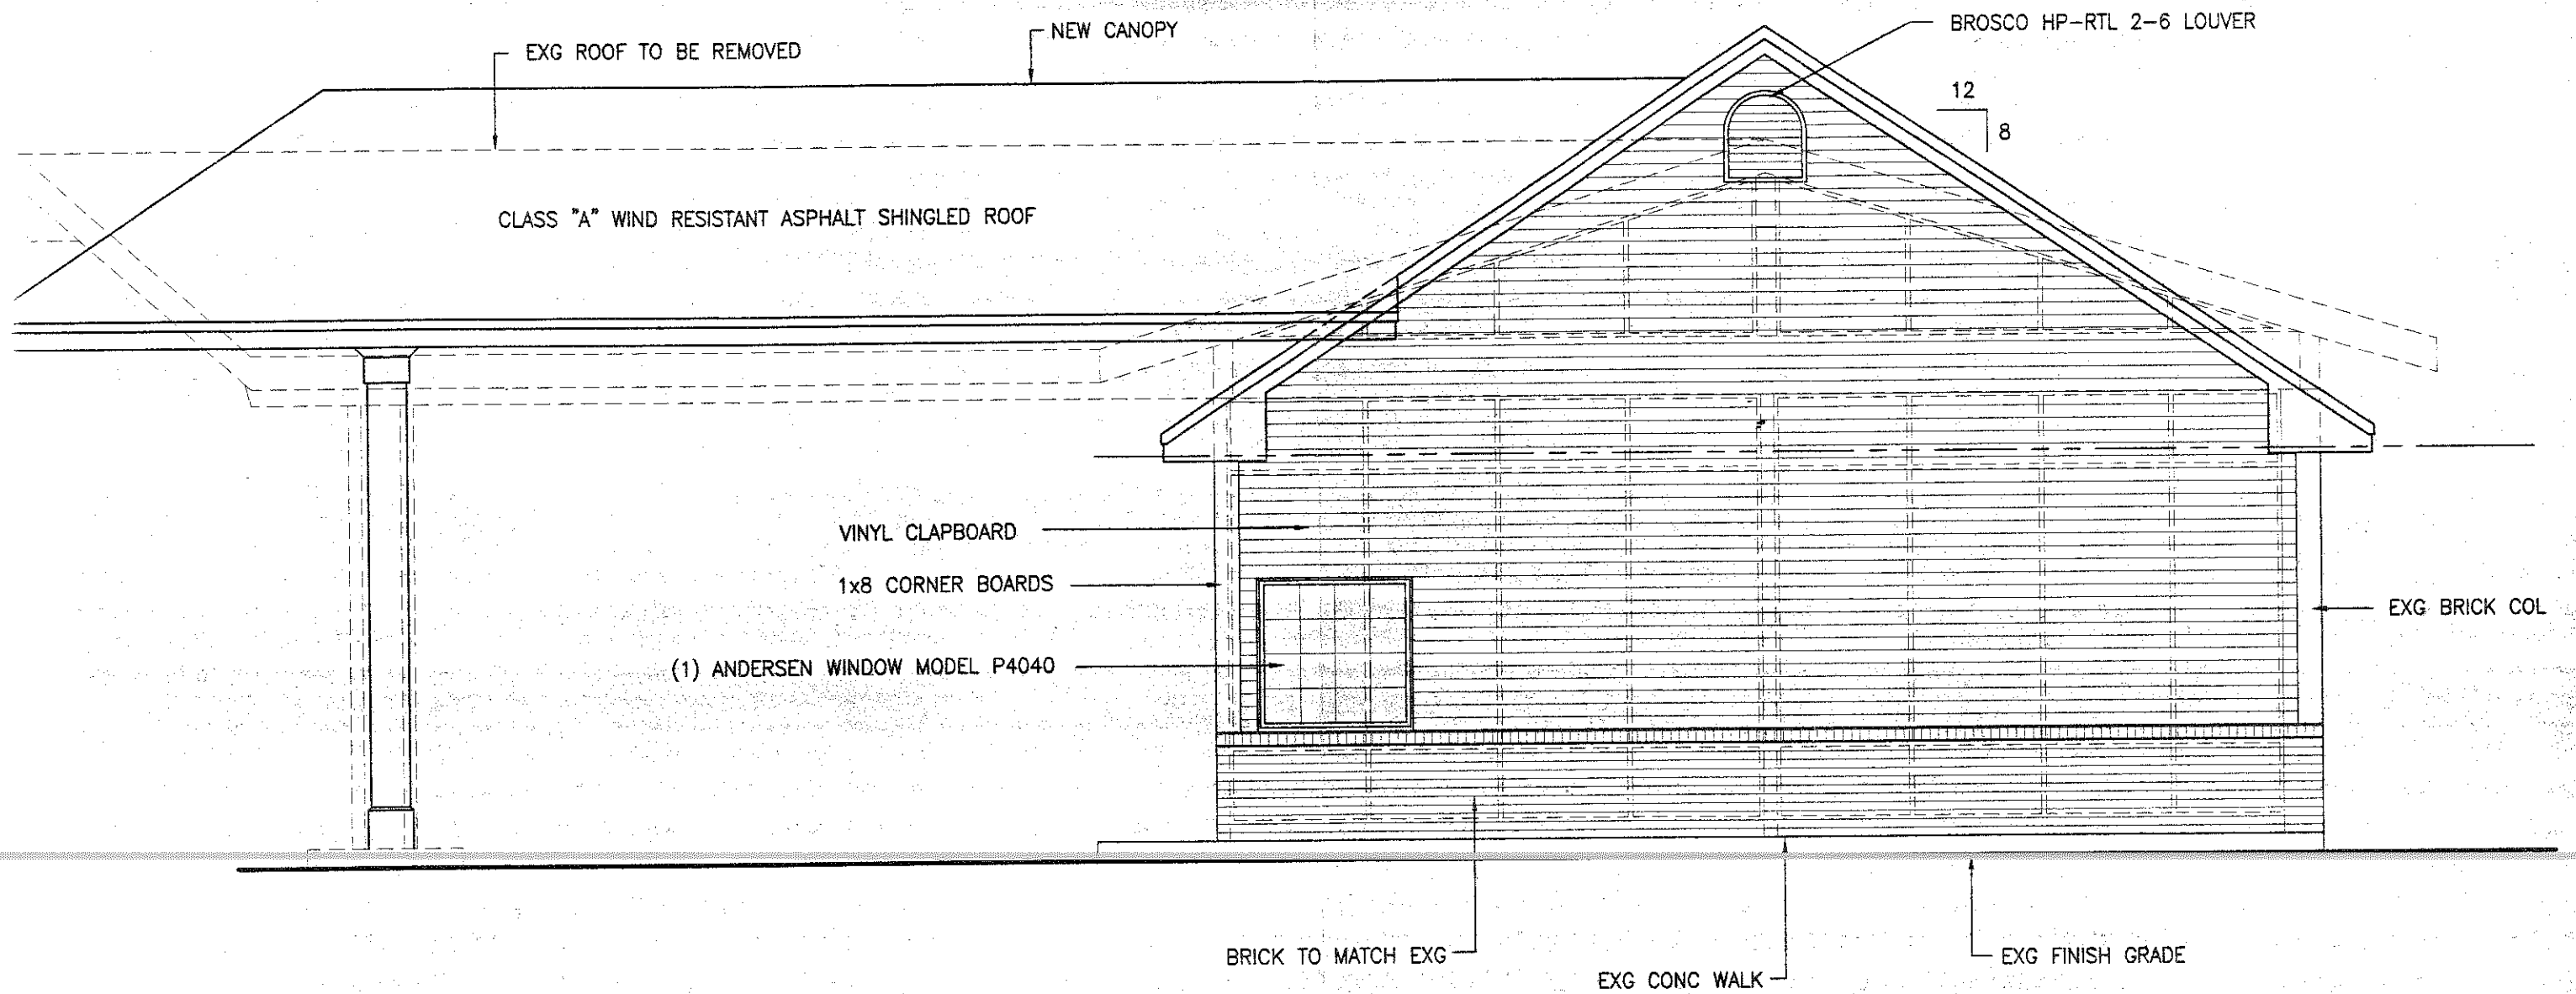 NEW CANOPY
BROSCO HP-RTL 2-6 LOUVER
EXG ROOF TO BE REMOVED
12
8
CLASS "A" WIND RESISTANT ASPHALT SHINGLED ROOF
VINYL CLAPBOARD
1x8 CORNER BOARDS
EXG BRICK COL
(1) ANDERSEN WINDOW MODEL P4040
BRICK TO MATCH EXG
EXG FINISH GRADE
EXG CONC WALK